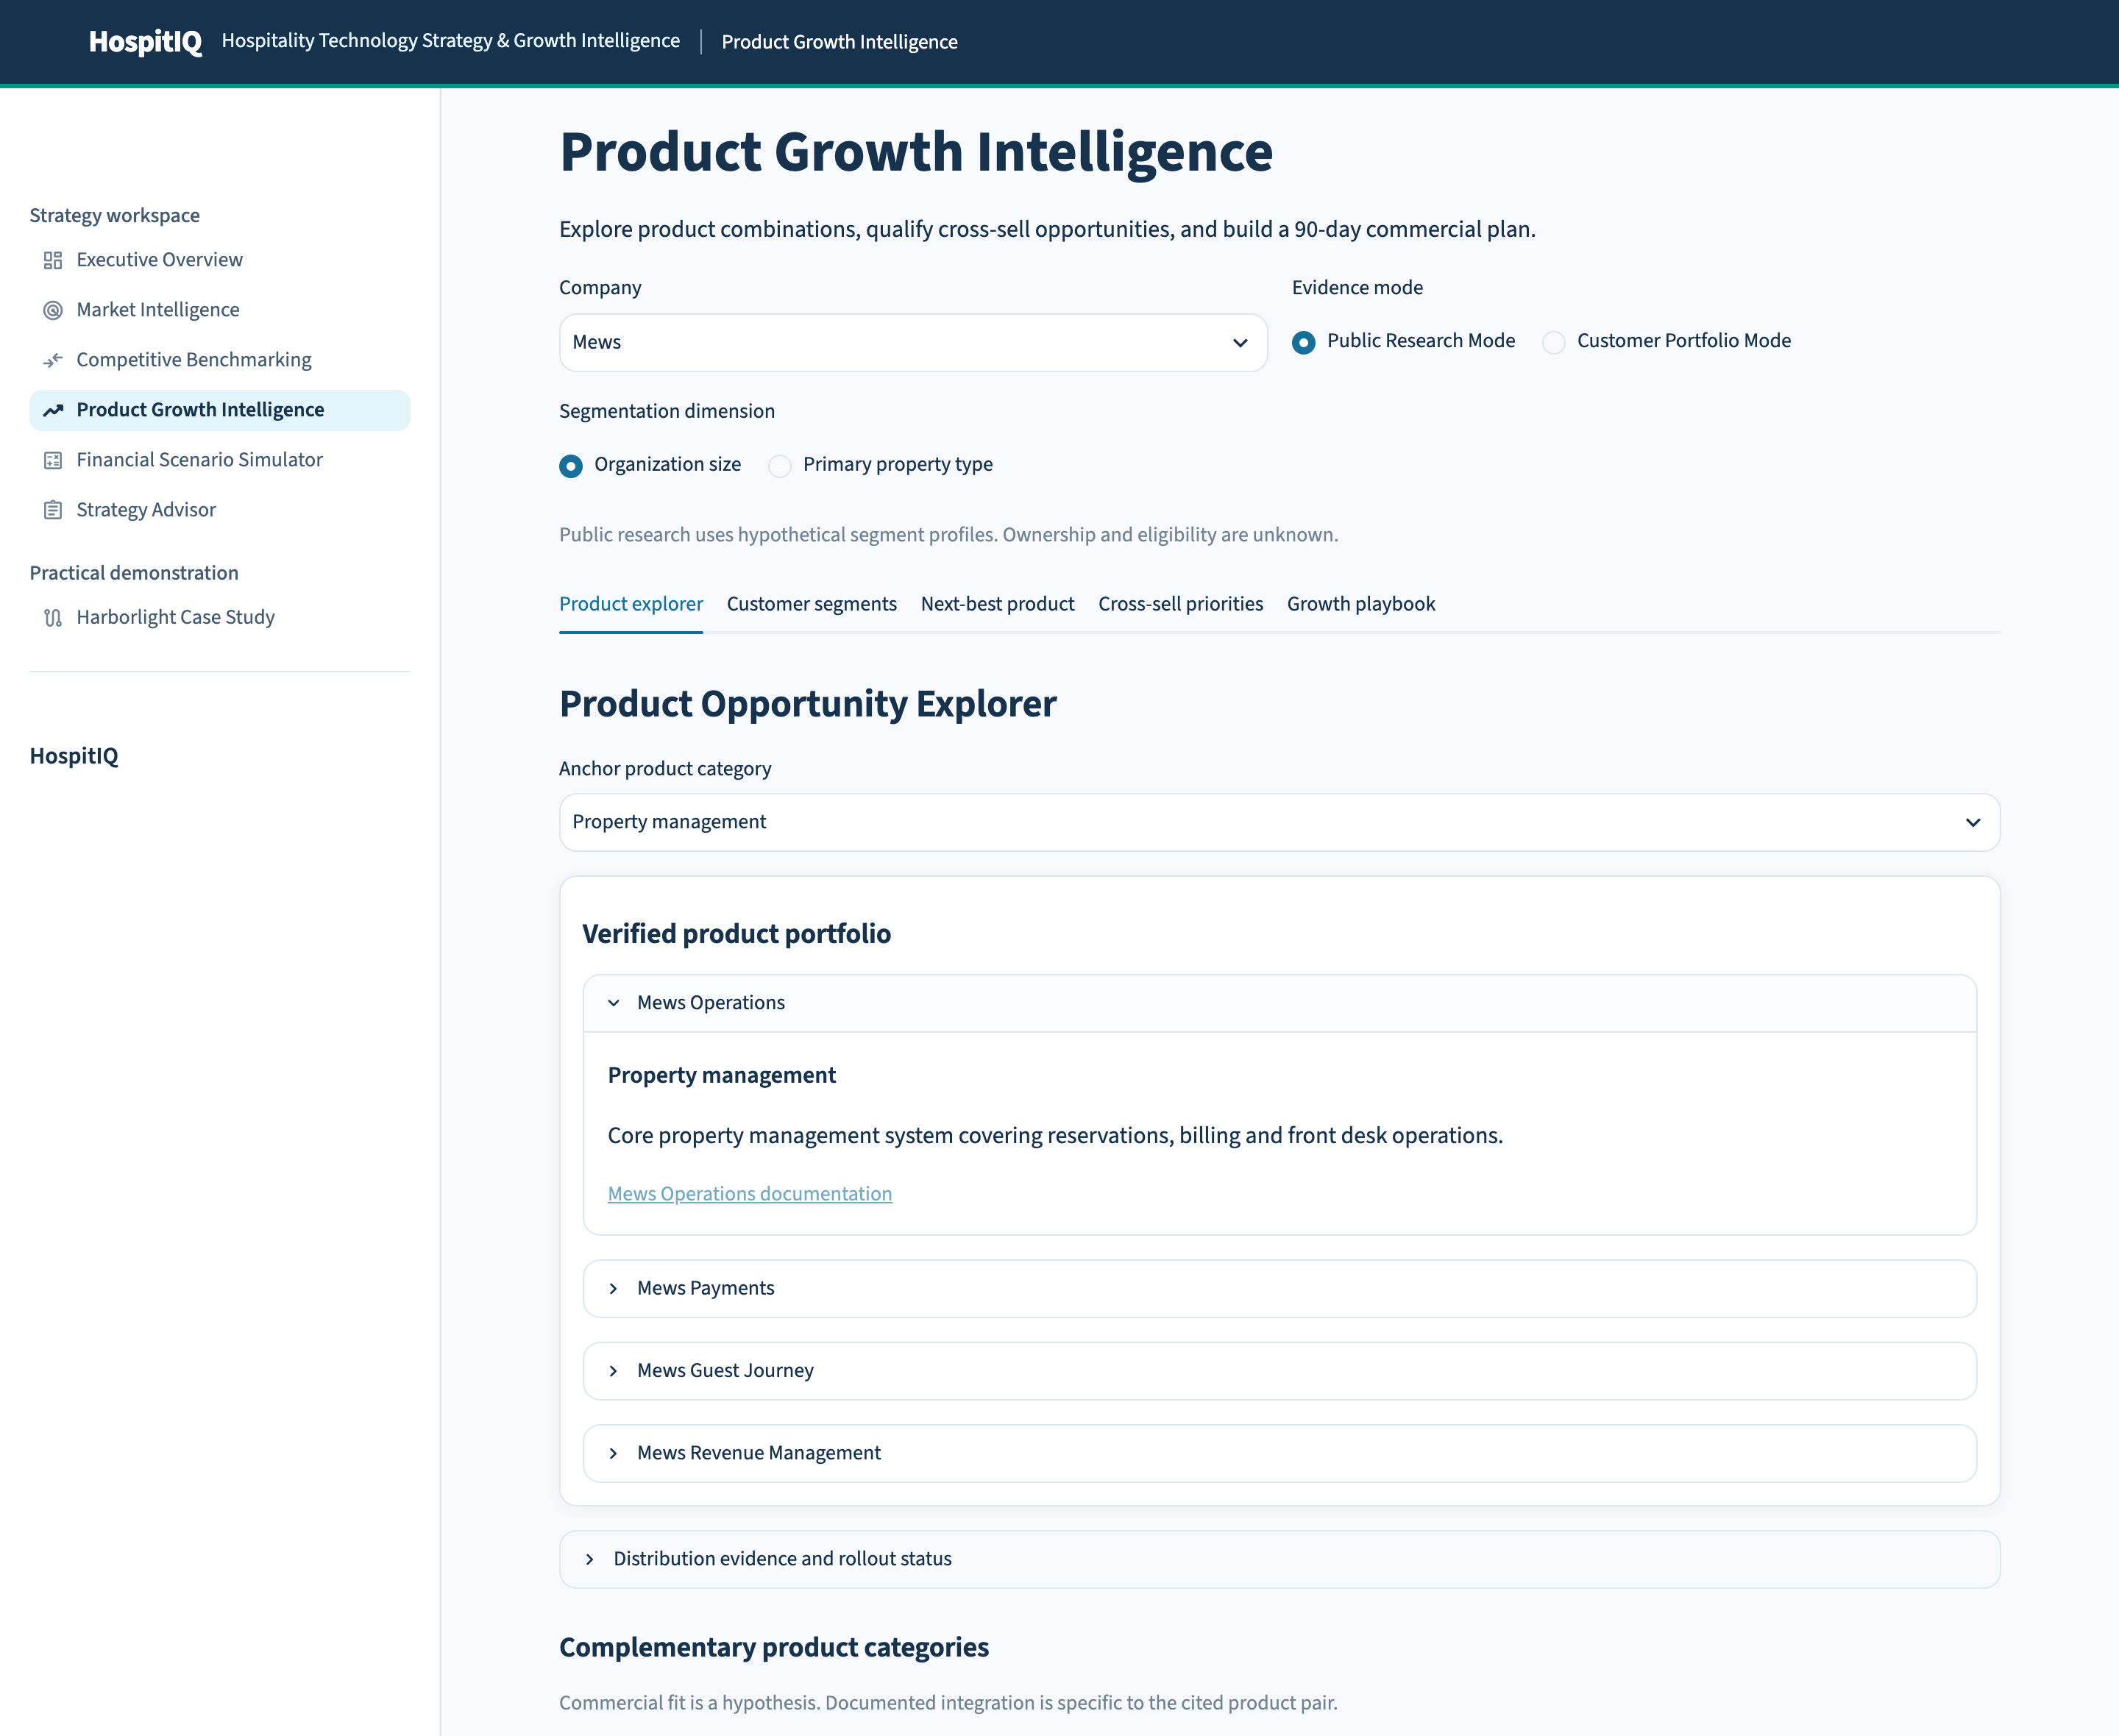 HospitIQ Hospitality Technology Strategy & Growth Intelligence | Product Growth Intelligence
Strategy workspace
Executive Overview
Market Intelligence
Competitive Benchmarking
Product Growth Intelligence
Financial Scenario Simulator
Strategy Advisor
Practical demonstration
Harborlight Case Study
HospitIQ
Product Growth Intelligence
Explore product combinations, qualify cross-sell opportunities, and build a 90-day commercial plan.
Company
Mews
Evidence mode
Public Research Mode Customer Portfolio Mode
Segmentation dimension
Organization size Primary property type
Public research uses hypothetical segment profiles. Ownership and eligibility are unknown.
Product explorer Customer segments Next-best product Cross-sell priorities Growth playbook
Product Opportunity Explorer
Anchor product category
Property management
Verified product portfolio
Mews Operations
Property management
Core property management system covering reservations, billing and front desk operations.
Mews Operations documentation
Mews Payments
Mews Guest Journey
Mews Revenue Management
Distribution evidence and rollout status
Complementary product categories
Commercial fit is a hypothesis. Documented integration is specific to the cited product pair.